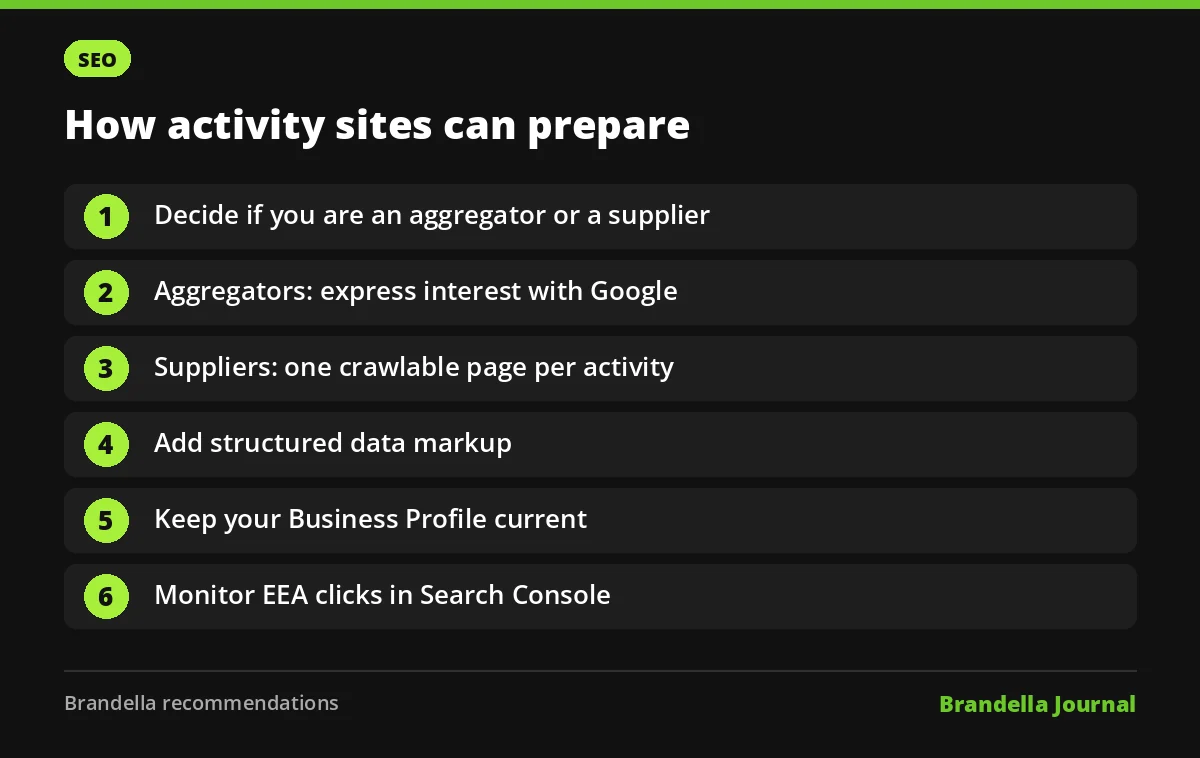 SEO
How activity sites can prepare
1 Decide if you are an aggregator or a supplier
2 Aggregators: express interest with Google
3 Suppliers: one crawlable page per activity
4 Add structured data markup
5 Keep your Business Profile current
6 Monitor EEA clicks in Search Console
Brandella recommendations
Brandella Journal